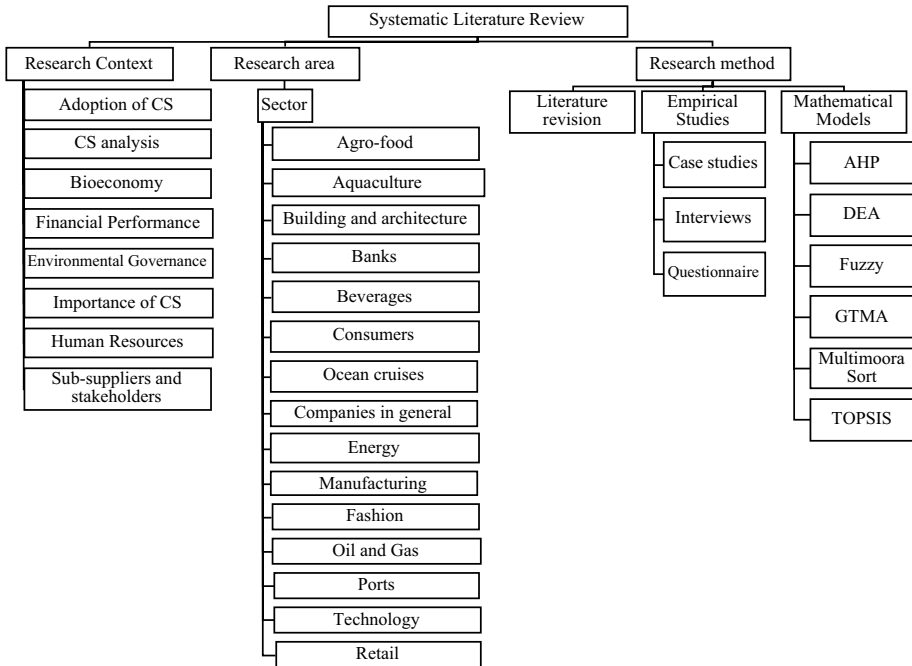 Systematic Literature Review
Research Context
Adoption of CS
CS analysis
Bioeconomy
Financial Performance
Environmental Governance
Importance of CS
Human Resources
Sub-suppliers and
stakeholders
Research area
Sector
Agro-food
Aquaculture
Building and architecture
Banks
Beverages
Consumers
Ocean cruises
Companies in general
Energy
Manufacturing
Fashion
Oil and Gas
Ports
Technology
Retail
Research method
Literature
revision
Empirical
Studies
Case studies
Interviews
Questionnaire
Mathematical
Models
AHP
DEA
Fuzzy
GTMA
Multimoora
Sort
TOPSIS